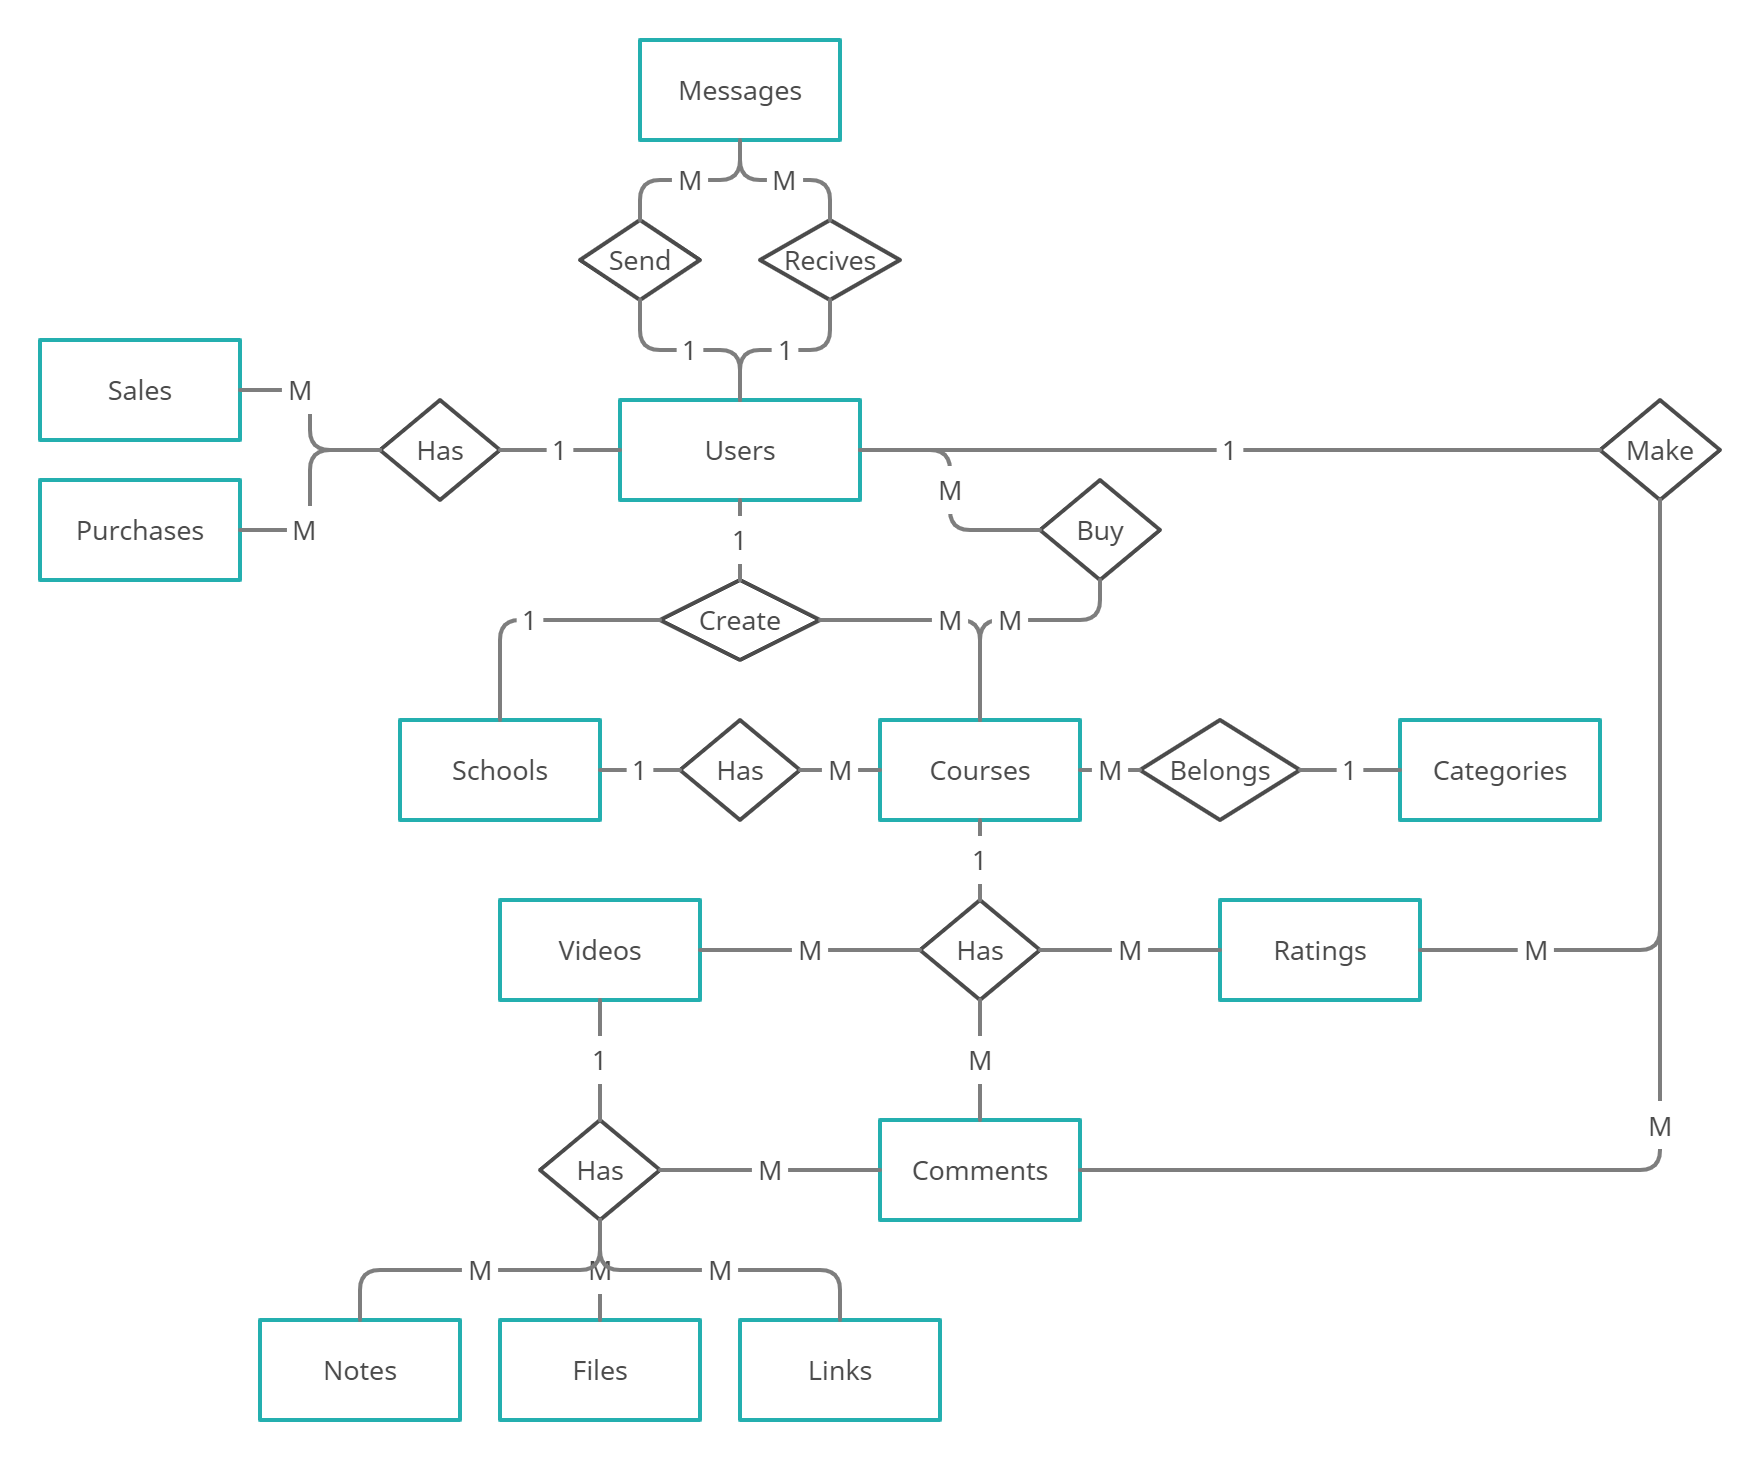 Messages
M M
Send Recives
1 1
Sales M
Has 1 Users 1 Make
M
Purchases M Buy
1
1 Create M M
Schools 1 Has M Courses M Belongs 1 Categories
1
Videos M Has M Ratings M
1 M
M
Has M Comments
M M M
Notes Files Links